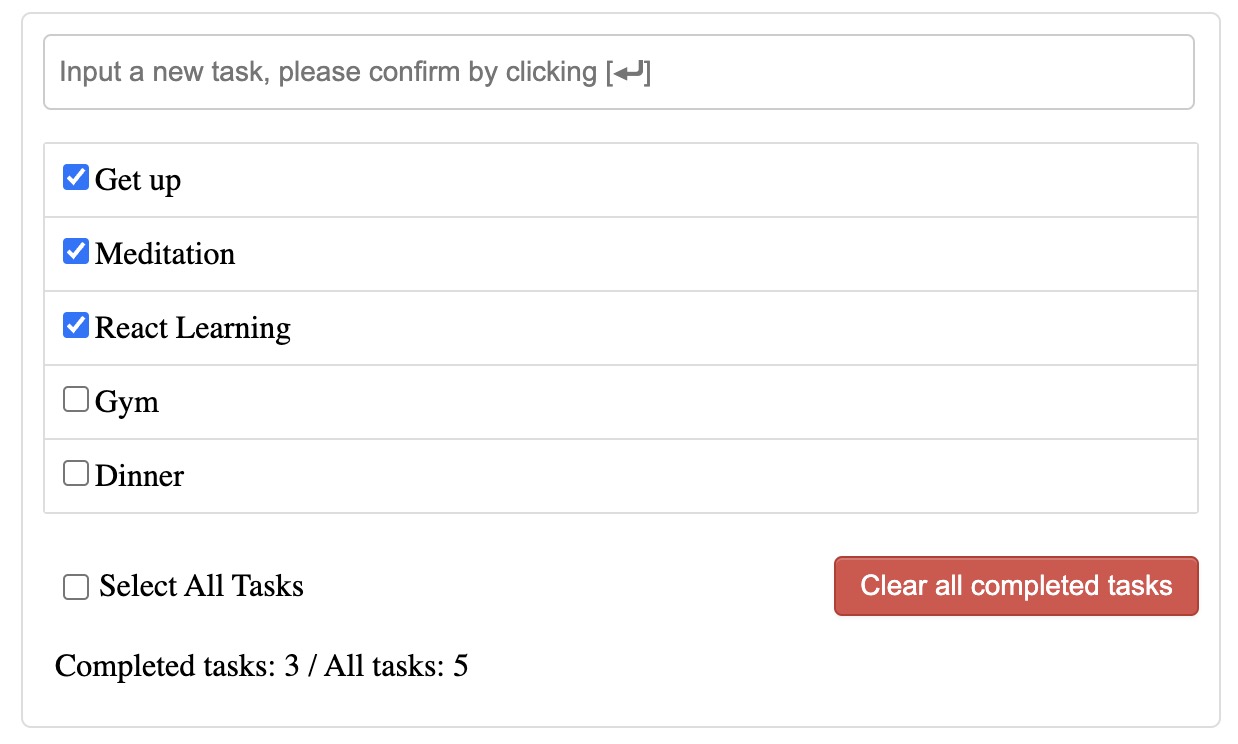 Input a new task, please confirm by clicking [↵]
Get up
Meditation
React Learning
Gym
Dinner
Select All Tasks
Clear all completed tasks
Completed tasks: 3 / All tasks: 5